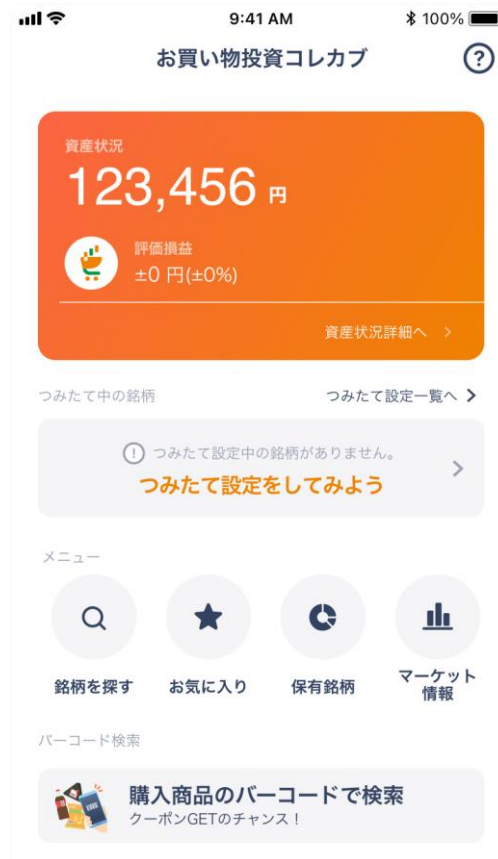 9:41 AM
100%
お買い物投資コレカブ
?
資産状況
123,456 円
評価損益
±0 円(±0%)
資産状況詳細へ >
つみたて中の銘柄
つみたて設定一覧へ >
! つみたて設定中の銘柄がありません。
つみたて設定をしてみよう
メニュー
銘柄を探す
お気に入り
保有銘柄
マーケット
情報
バーコード検索
購入商品のバーコードで検索
クーポンGETのチャンス！